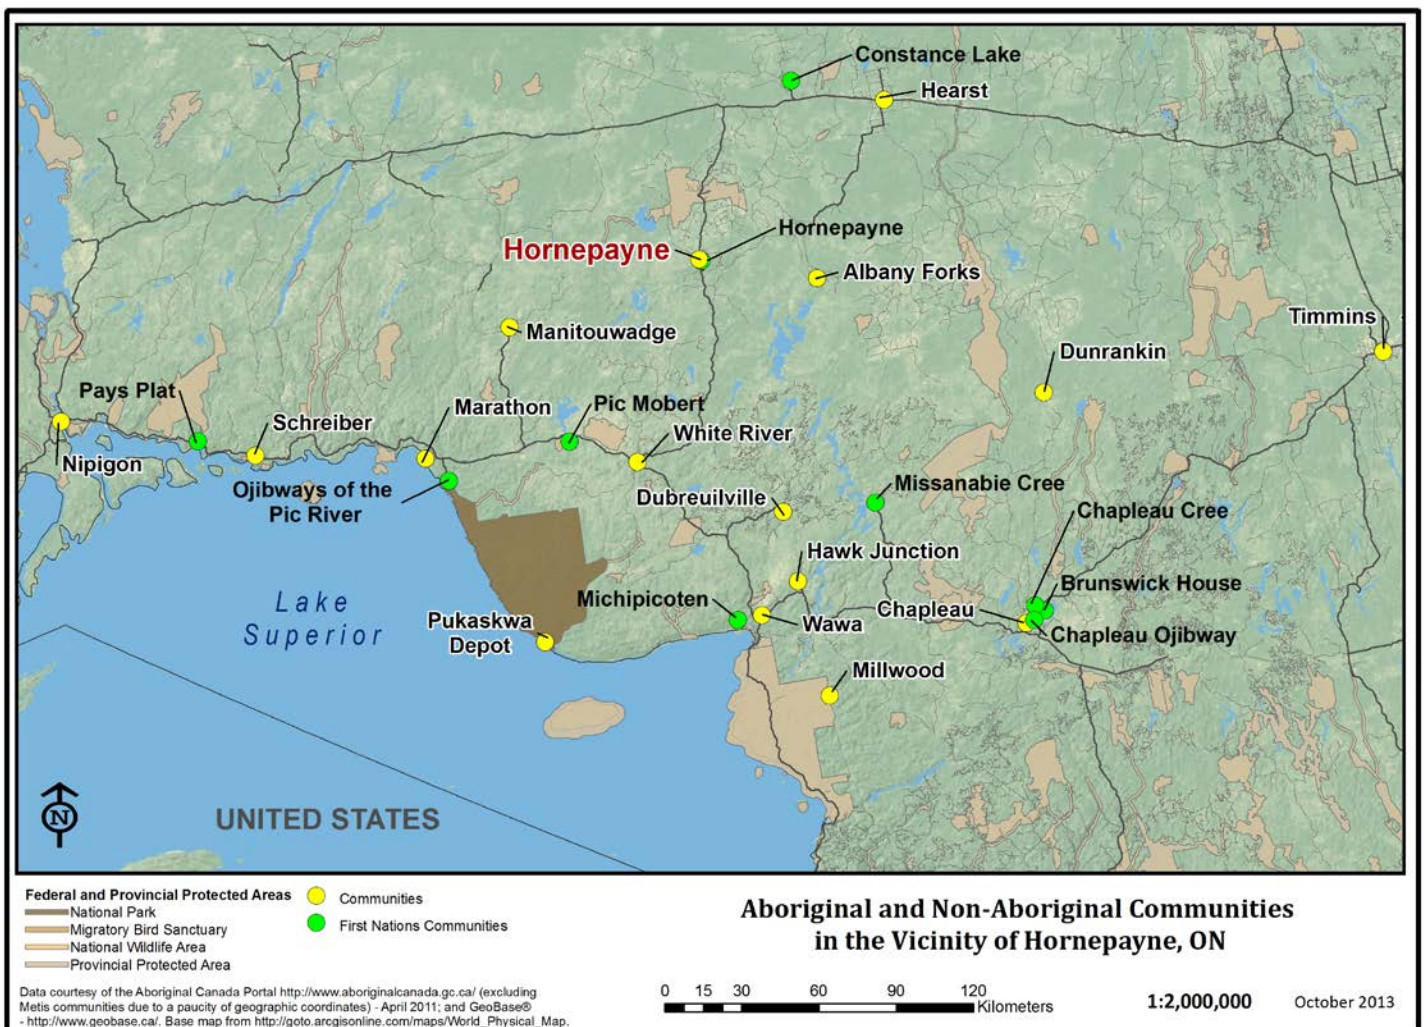 Constance Lake
Hearst
Hornepayne
Hornepayne
Albany Forks
Timmins
Manitouwadge
Dunrankin
Pays Plat
Marathon
Pic Mobert
Schreiber
White River
Nipigon
Ojibways of the
Pic River
Dubreuilville
Missanabie Cree
Chapleau Cree
Hawk Junction
Brunswick House
Lake
Superior
Michipicoten
Chapleau
Pukaskwa
Depot
Wawa
Chapleau Ojibway
Millwood
N
UNITED STATES
Federal and Provincial Protected Areas
National Park
Migratory Bird Sanctuary
National Wildlife Area
Provincial Protected Area
Communities
First Nations Communities
Data courtesy of the Aboriginal Canada Portal http://www.aboriginalcanada.gc.ca/ (excluding
Metis communities due to a paucity of geographic coordinates) - April 2011; and GeoBase®
- http://www.geobase.ca/. Base map from http://goto.arcgisonline.com/maps/World_Physical_Map.
Aboriginal and Non-Aboriginal Communities
in the Vicinity of Hornepayne, ON
0 15 30 60 90 120
Kilometers
1:2,000,000
October 2013